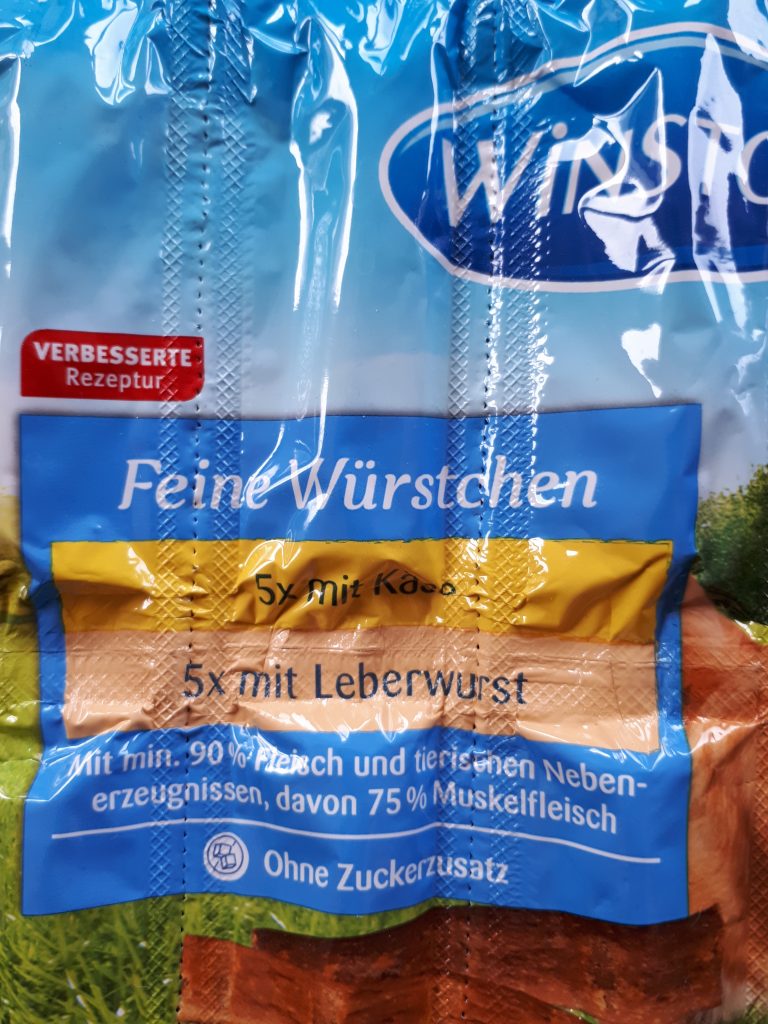 WINSTO
VERBESSERTE
Rezeptur
Feine Würstchen
5x mit Käse
5x mit Leberwurst
Mit min. 90% Fleisch und tierischen Neben-
erzeugnissen, davon 75% Muskelfleisch
Ohne Zuckerzusatz